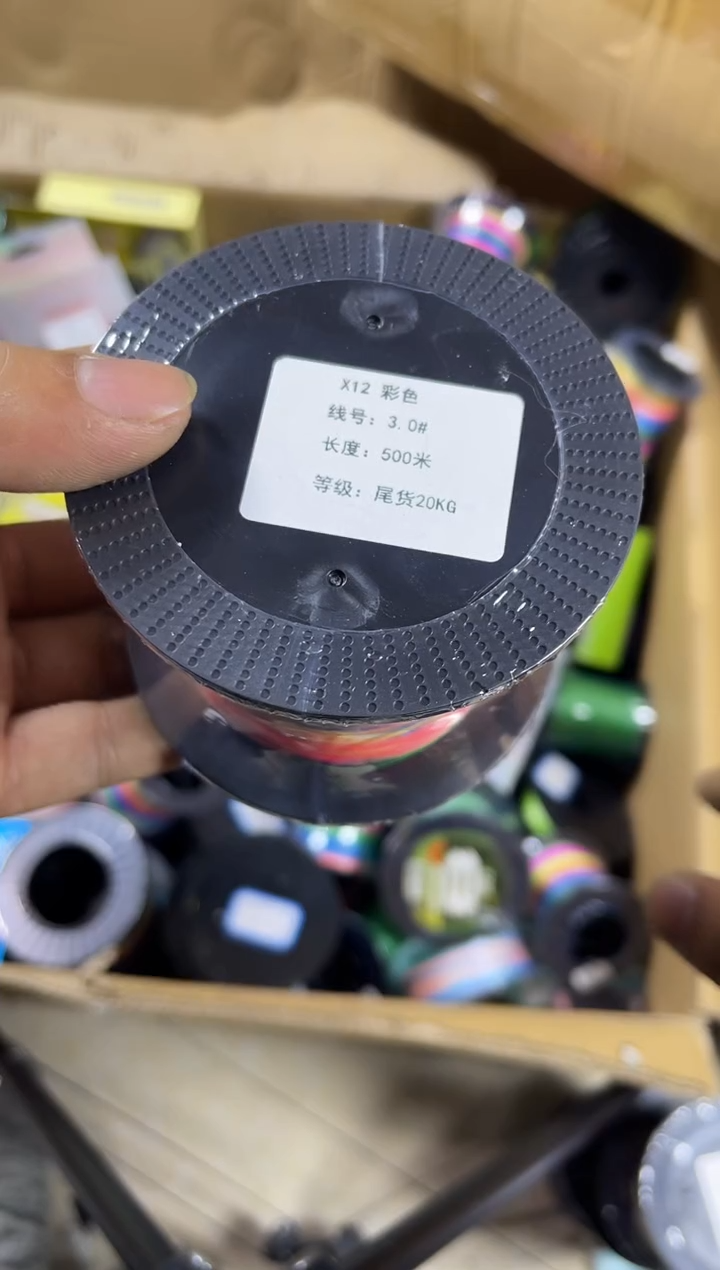 X12 彩色
线号：3.0#
长度：500米
等级：尾货20KG